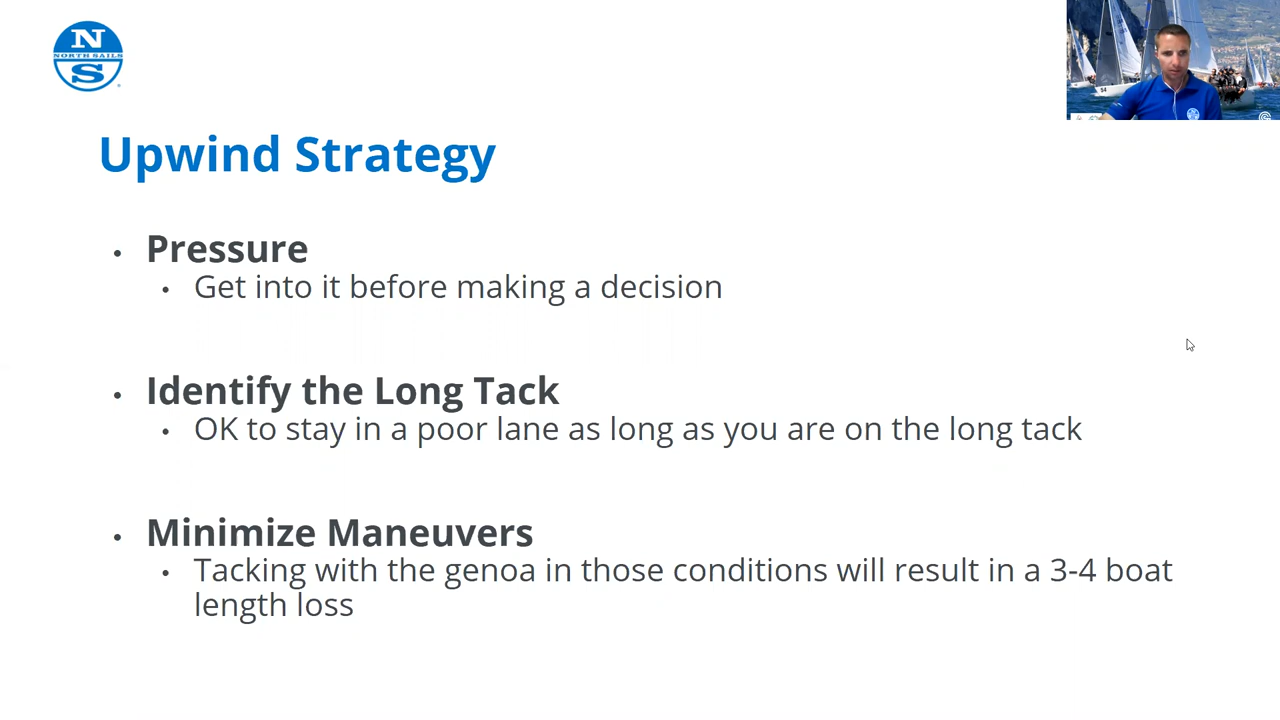 N
NORTH SAILS
S
Upwind Strategy
• Pressure
• Get into it before making a decision
• Identify the Long Tack
• OK to stay in a poor lane as long as you are on the long tack
• Minimize Maneuvers
• Tacking with the genoa in those conditions will result in a 3-4 boat
length loss